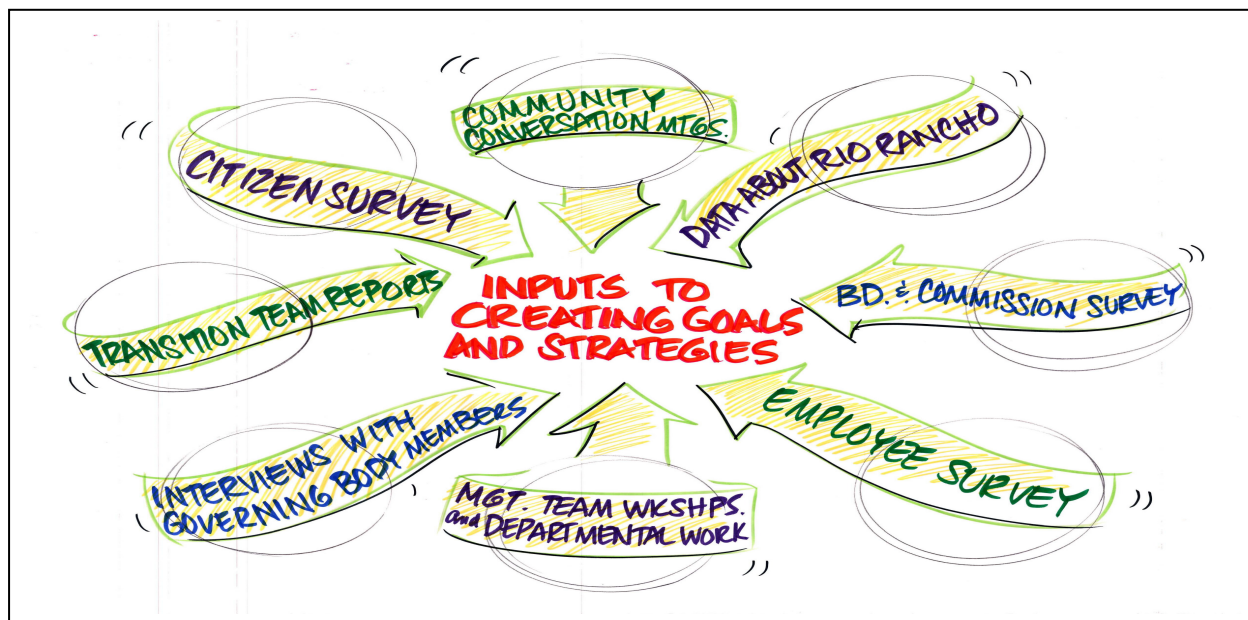 COMMUNITY
CONVERSATION MTGS.
DATA ABOUT RIO RANCHO
CITIZEN SURVEY
INPUTS TO
CREATING GOALS
AND STRATEGIES
BD. & COMMISSION SURVEY
TRANSITION TEAM REPORTS
EMPLOYEE SURVEY
INTERVIEWS WITH
GOVERNING BODY MEMBERS
MGT. TEAM WKSHPS.
and DEPARTMENTAL WORK